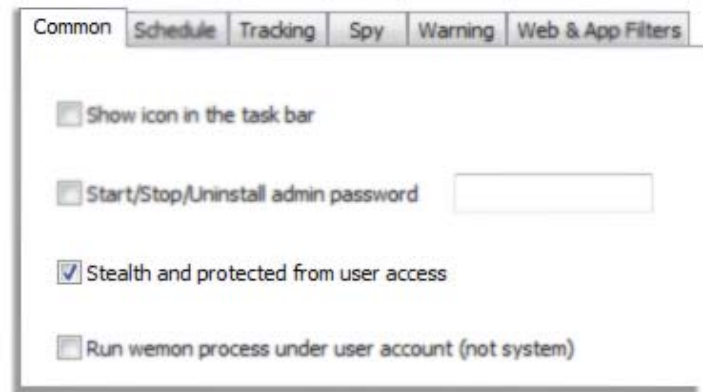 Common Schedule Tracking Spy Warning Web & App Filters
Show icon in the task bar
Start/Stop/Uninstall admin password
Stealth and protected from user access
Run wemon process under user account (not system)